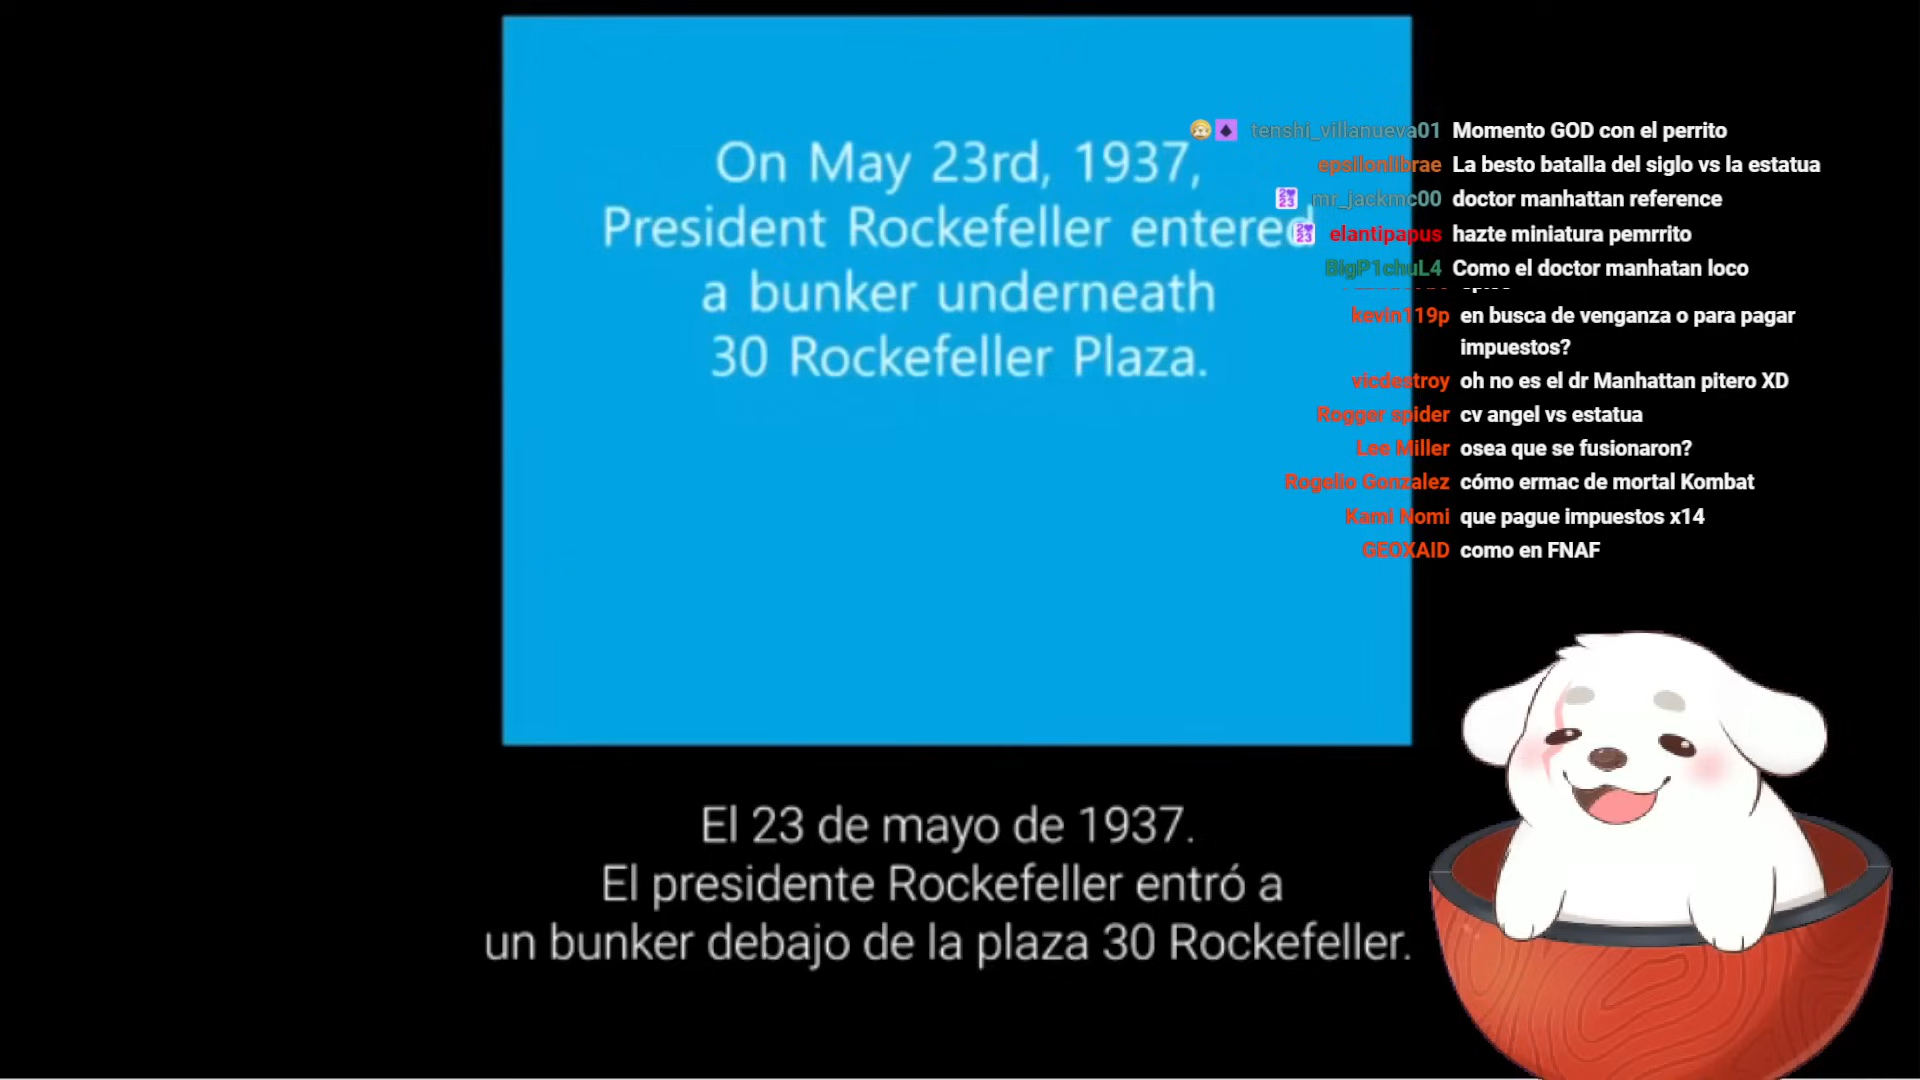 On May 23rd, 1937,
President Rockefeller entered
a bunker underneath
30 Rockefeller Plaza.
tenshi_villanueva01 Momento GOD con el perrito
epsilonlibrae La besto batalla del siglo vs la estatua
mr_jackmc00 doctor manhattan reference
elantipapus hazte miniatura pemrrito
BigP1chuL4 Como el doctor manhatan loco
kevin119p en busca de venganza o para pagar
impuestos?
vicdestroy oh no es el dr Manhattan pitero XD
Rogger spider cv angel vs estatua
Lee Miller osea que se fusionaron?
Rogelio Gonzalez cómo ermac de mortal Kombat
Kami Nomi que pague impuestos x14
GEOXAID como en FNAF
El 23 de mayo de 1937.
El presidente Rockefeller entró a
un bunker debajo de la plaza 30 Rockefeller.